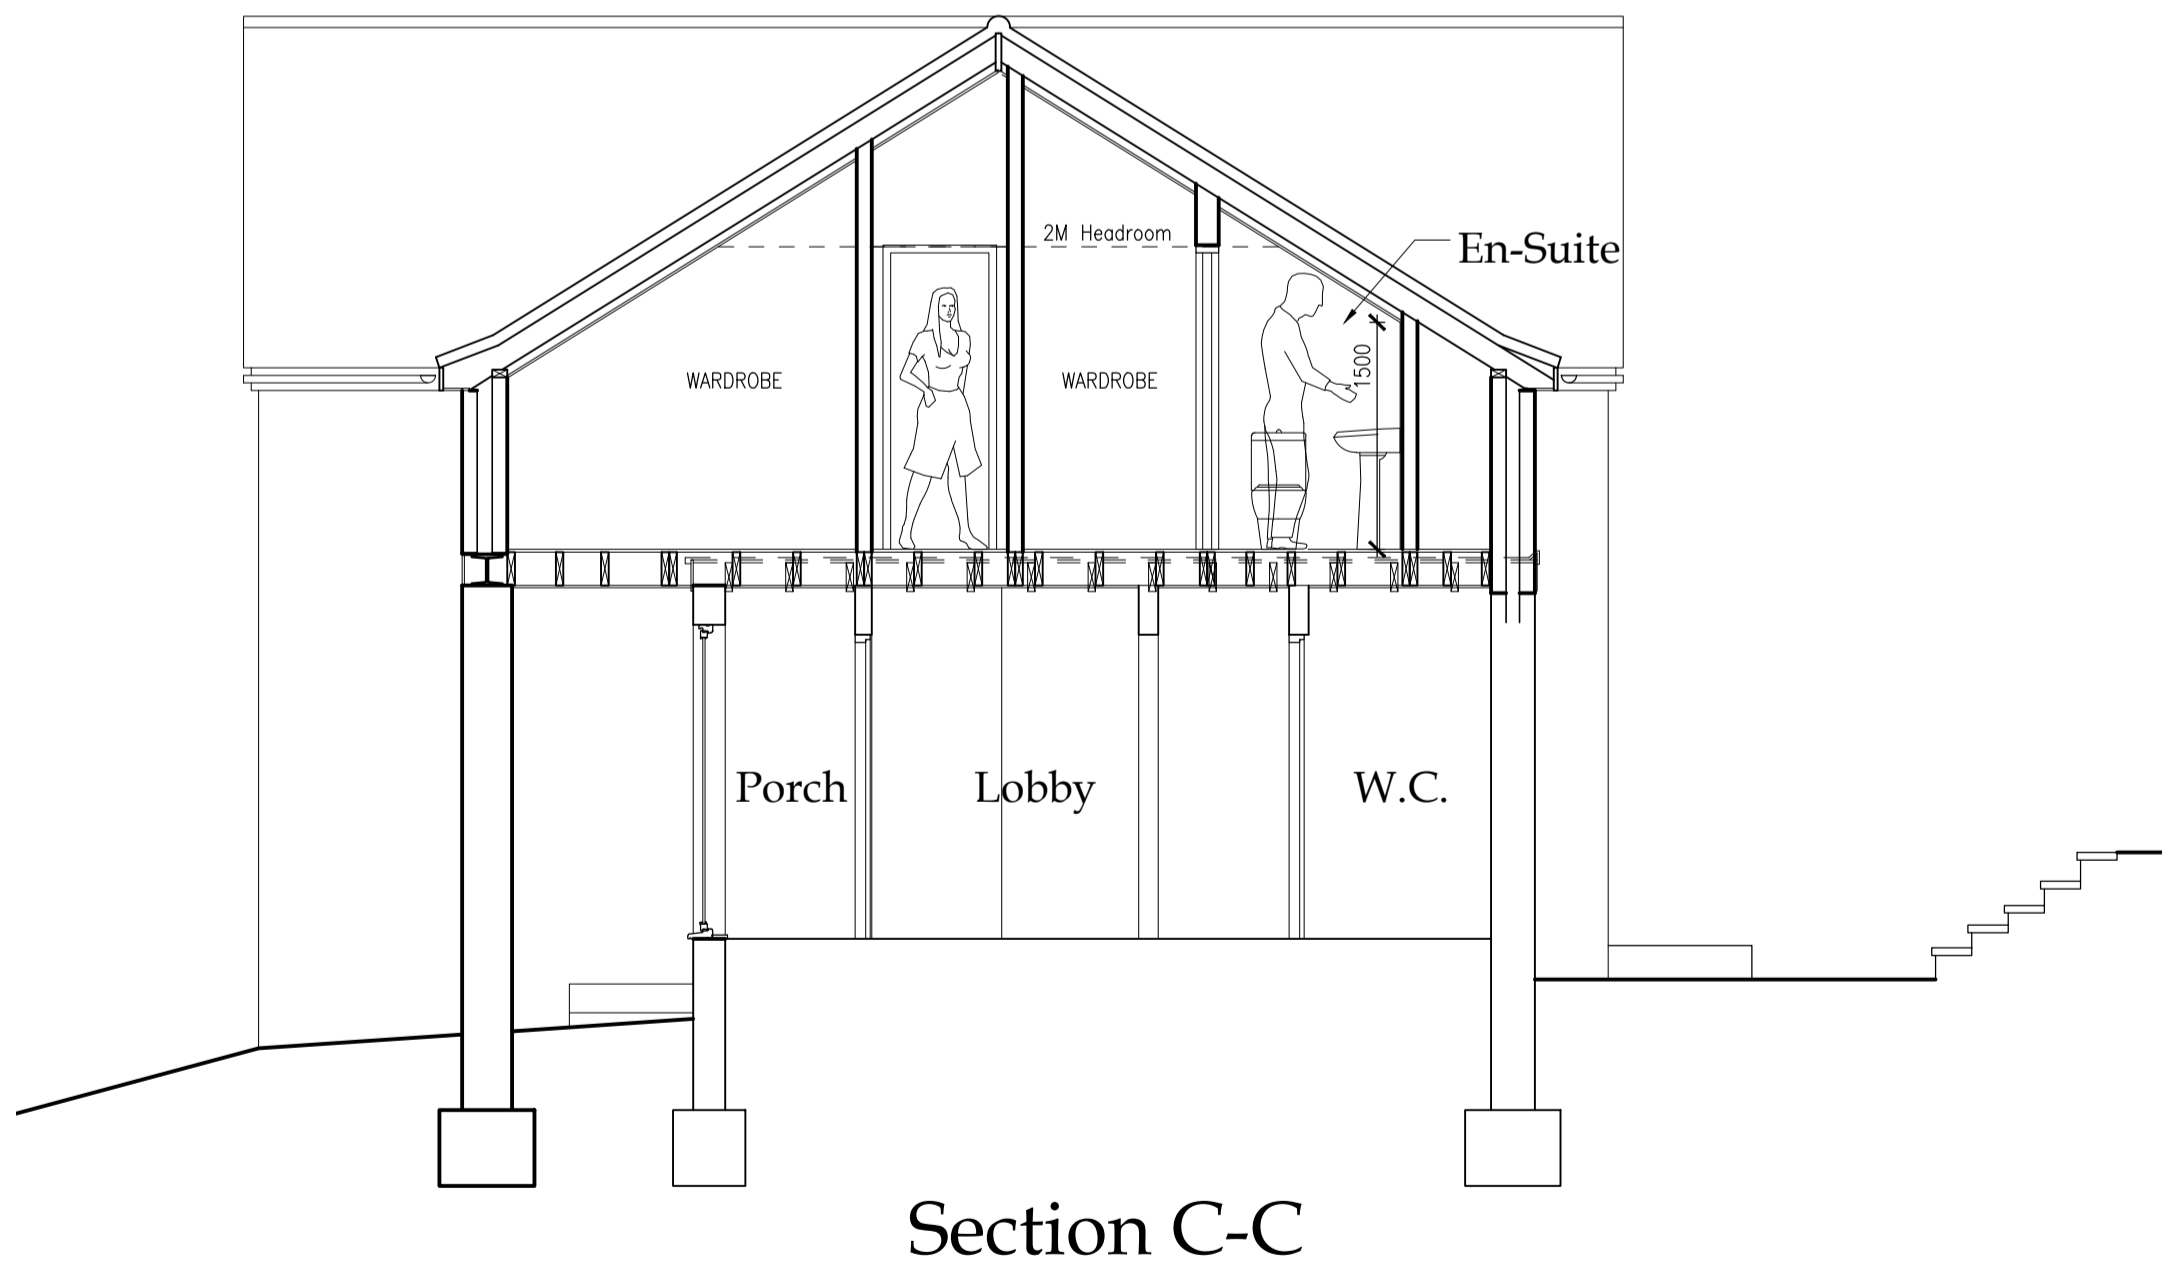 2M Headroom
En-Suite
WARDROBE
WARDROBE
1500
Porch
Lobby
W.C.
Section C-C